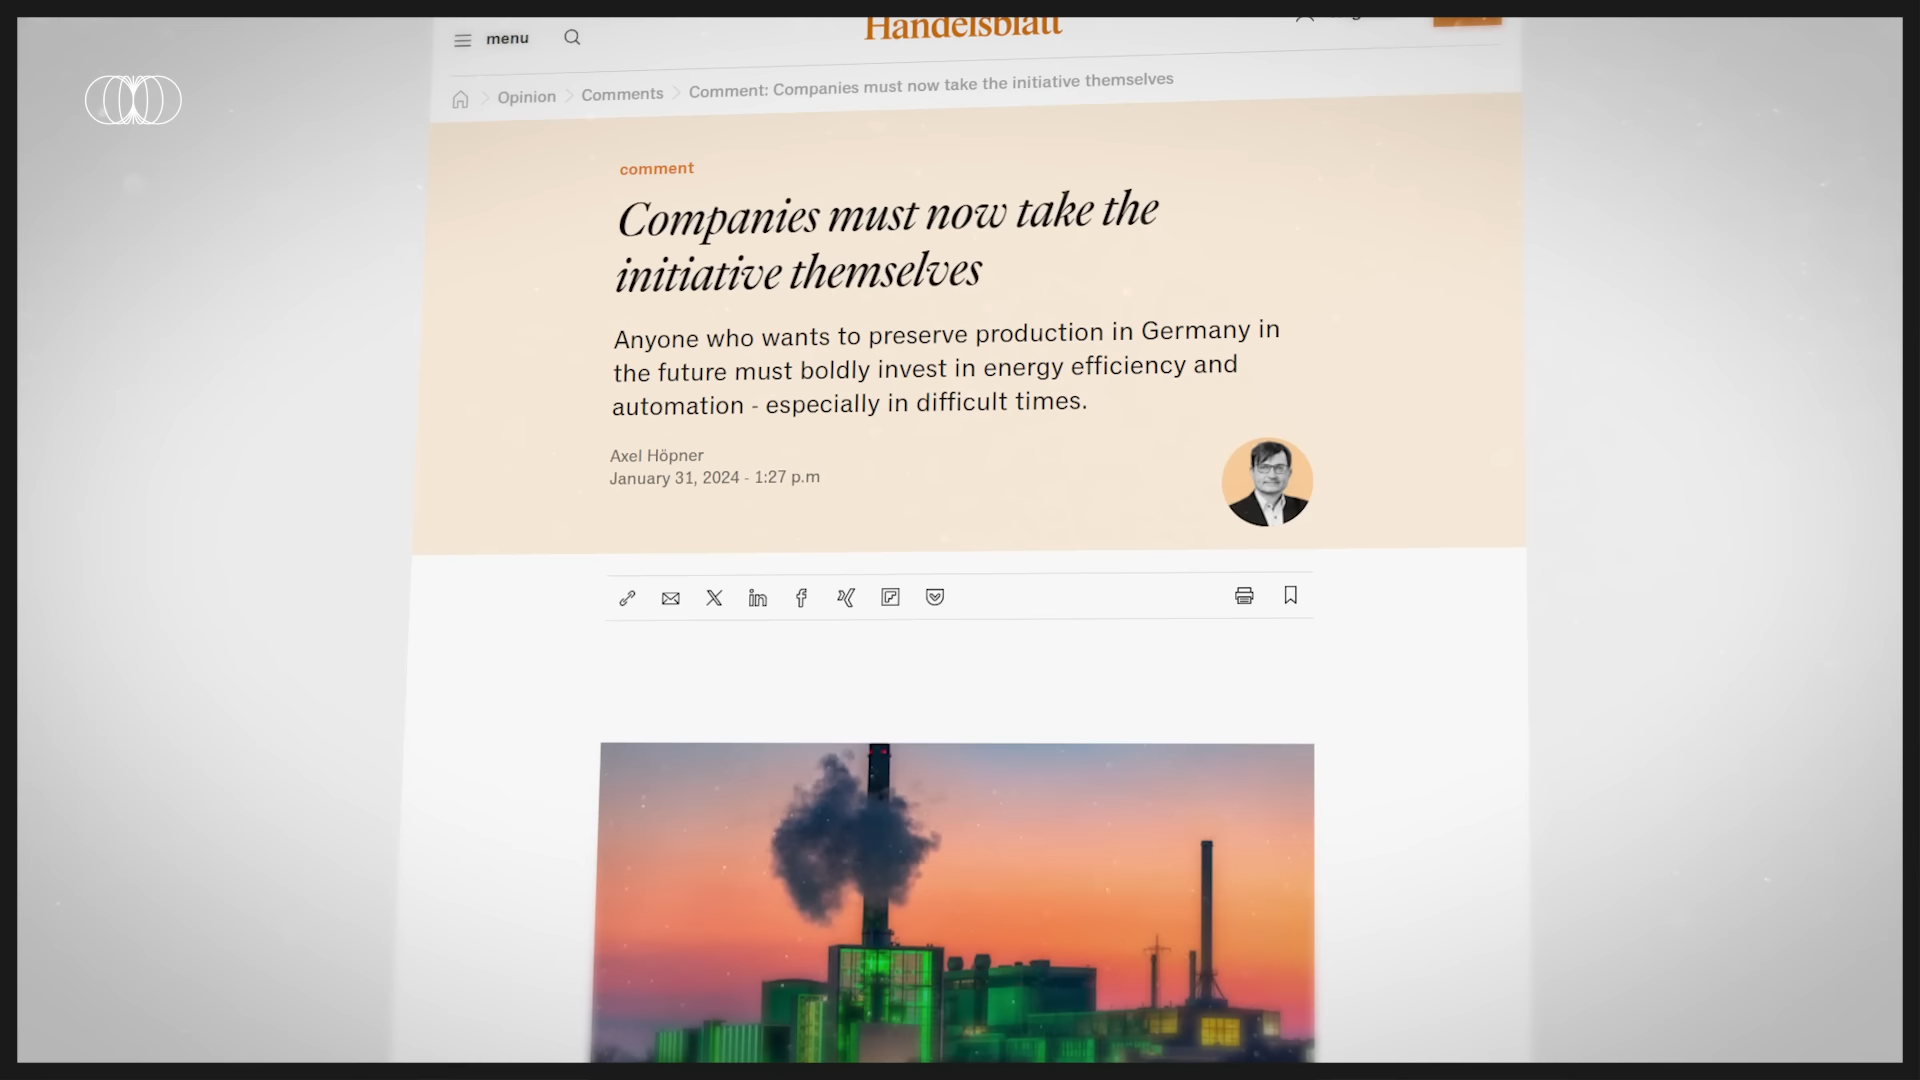 menu
Handelsblatt
Opinion Comments Comment: Companies must now take the initiative themselves
comment
Companies must now take the
initiative themselves
Anyone who wants to preserve production in Germany in
the future must boldly invest in energy efficiency and
automation - especially in difficult times.
Axel Höpner
January 31, 2024 - 1:27 p.m